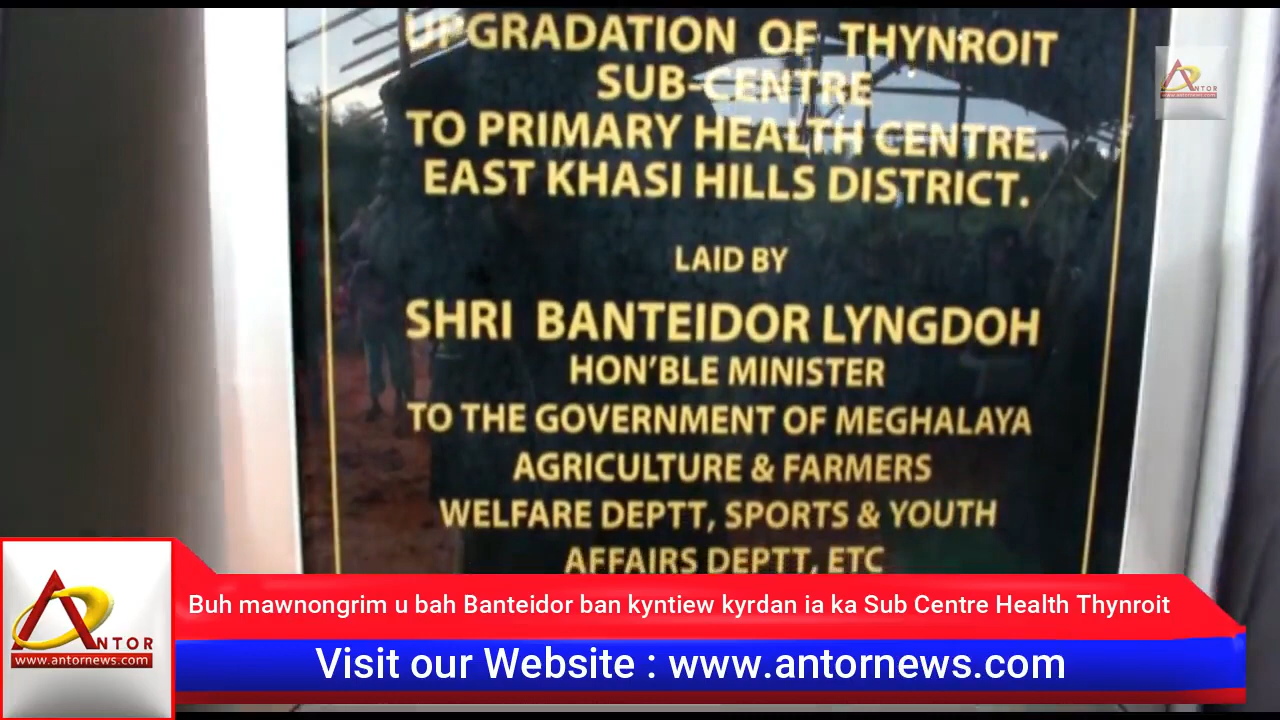 UPGRADATION OF THYNROIT
SUB-CENTRE
TO PRIMARY HEALTH CENTRE.
EAST KHASI HILLS DISTRICT.
LAID BY
SHRI BANTEIDOR LYNGDOH
HON'BLE MINISTER
TO THE GOVERNMENT OF MEGHALAYA
AGRICULTURE & FARMERS
WELFARE DEPTT, SPORTS & YOUTH
AFFAIRS DEPTT, ETC
ANTOR
www.antornews.com
Buh mawnongrim u bah Banteidor ban kyntiew kyrdan ia ka Sub Centre Health Thynroit
Visit our Website : www.antornews.com
ANTOR
www.antornews.com